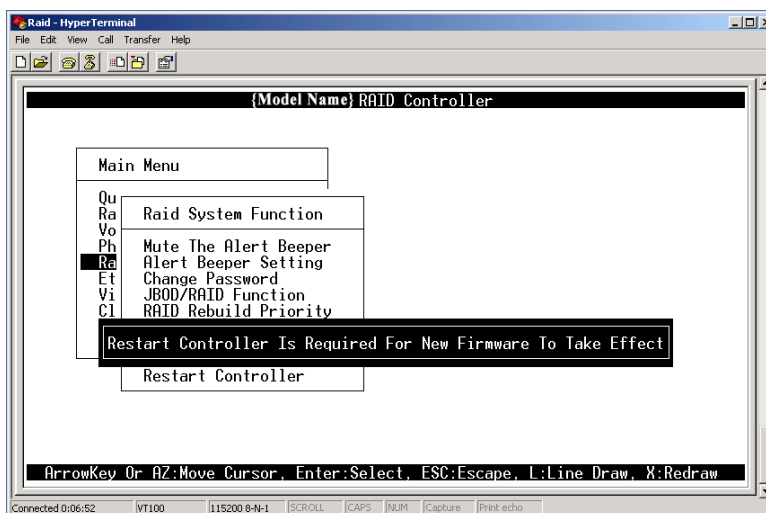 Raid - HyperTerminal
File Edit View Call Transfer Help
{Model Name} RAID Controller
Main Menu
Qu
Ra
Vo
Ph
Ra
Et
Vi
Cl
Raid System Function
Mute The Alert Beeper
Alert Beeper Setting
Change Password
JBOD/RAID Function
RAID Rebuild Priority
Restart Controller Is Required For New Firmware To Take Effect
Restart Controller
ArrowKey Or AZ:Move Cursor, Enter:Select, ESC:Escape, L:Line Draw, X:Redraw
Connected 0:06:52 VT100 115200 8-N-1 SCROLL CAPS NUM Capture Print echo